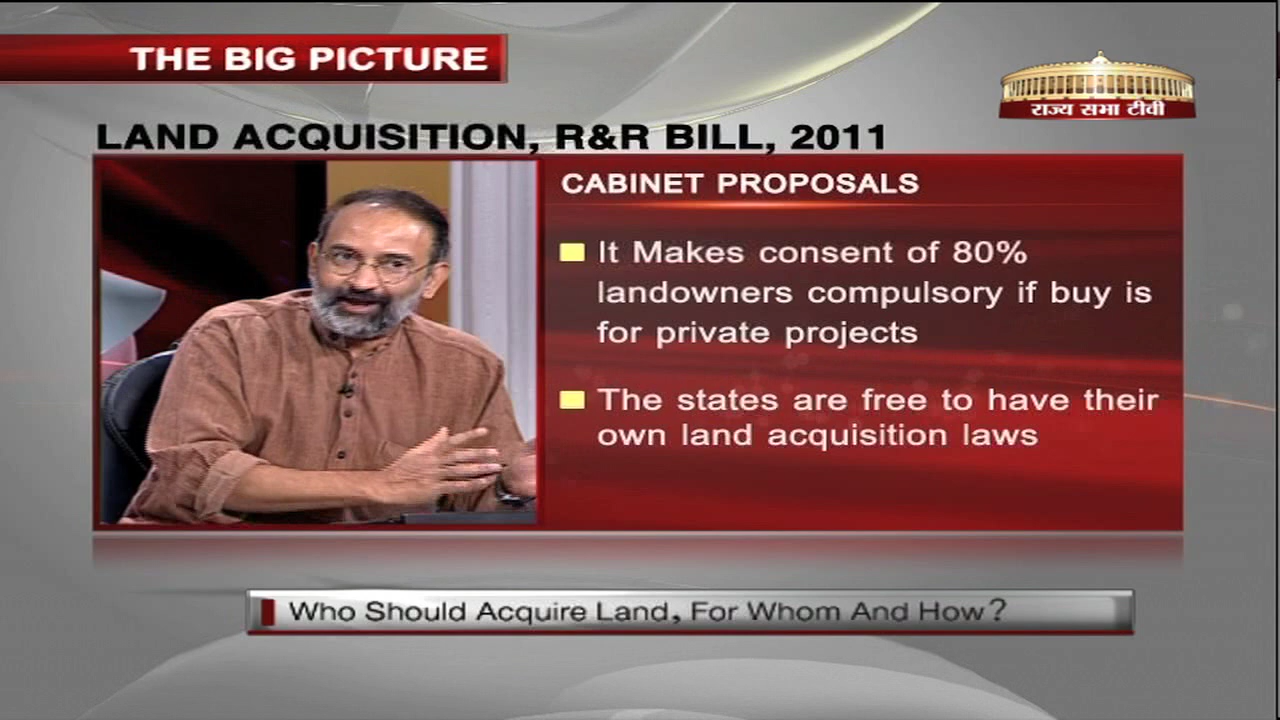 THE BIG PICTURE
राज्य सभा टीवी
LAND ACQUISITION, R&R BILL, 2011
CABINET PROPOSALS
It Makes consent of 80%
landowners compulsory if buy is
for private projects
The states are free to have their
own land acquisition laws
Who Should Acquire Land, For Whom And How?